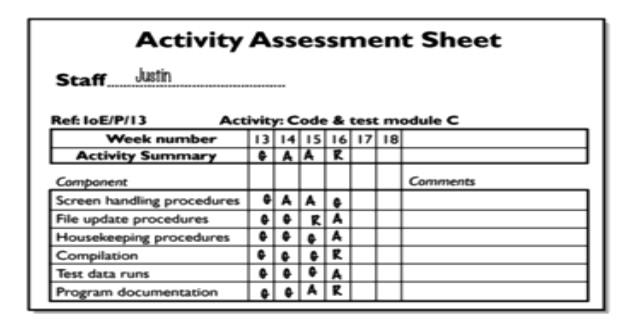 Activity Assessment Sheet
Staff Justin
Ref: IoE/P/13 Activity: Code & test module C
Week number 13 14 15 16 17 18
Activity Summary G A A R
Component Comments
Screen handling procedures G A A G
File update procedures G G R A
Housekeeping procedures G G G A
Compilation G G G R
Test data runs G G G A
Program documentation G G A R